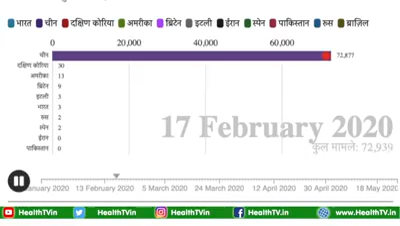 भारत चीन दक्षिण कोरिया अमरीका ब्रिटेन इटली ईरान स्पेन पाकिस्तान रूस ब्राज़िल
0 20,000 40,000 60,000
चीन 72,877
दक्षिण कोरिया 30
अमरीका 13
ब्रिटेन 9
इटली 3
भारत 3
रूस 2
स्पेन 2
ईरान 0
पाकिस्तान 0
17 February 2020
कुल मामले: 72,939
anuary 2020 13 February 2020 5 March 2020 24 March 2020 12 April 2020 30 April 2020 18 May 2020
HealthTVin HealthTVin HealthTVin HealthTV.in www.HealthTV.in